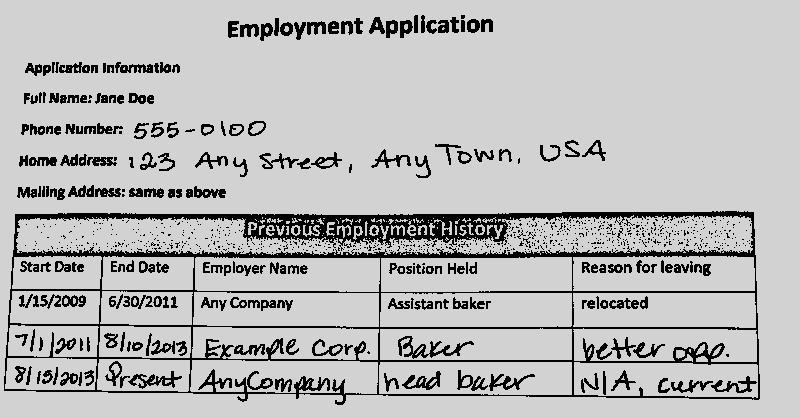 Employment Application
Application Information
Full Name: Jane Doe
Phone Number: 555-0100
Home Address: 123 Any Street, Any Town, USA
Mailing Address: same as above
Previous Employment History
Start Date End Date Employer Name Position Held Reason for leaving
1/15/2009 6/30/2011 Any Company Assistant baker relocated
7/1/2011 8/10/2013 Example Corp. Baker better opp.
8/15/2013 Present AnyCompany head baker N/A, current